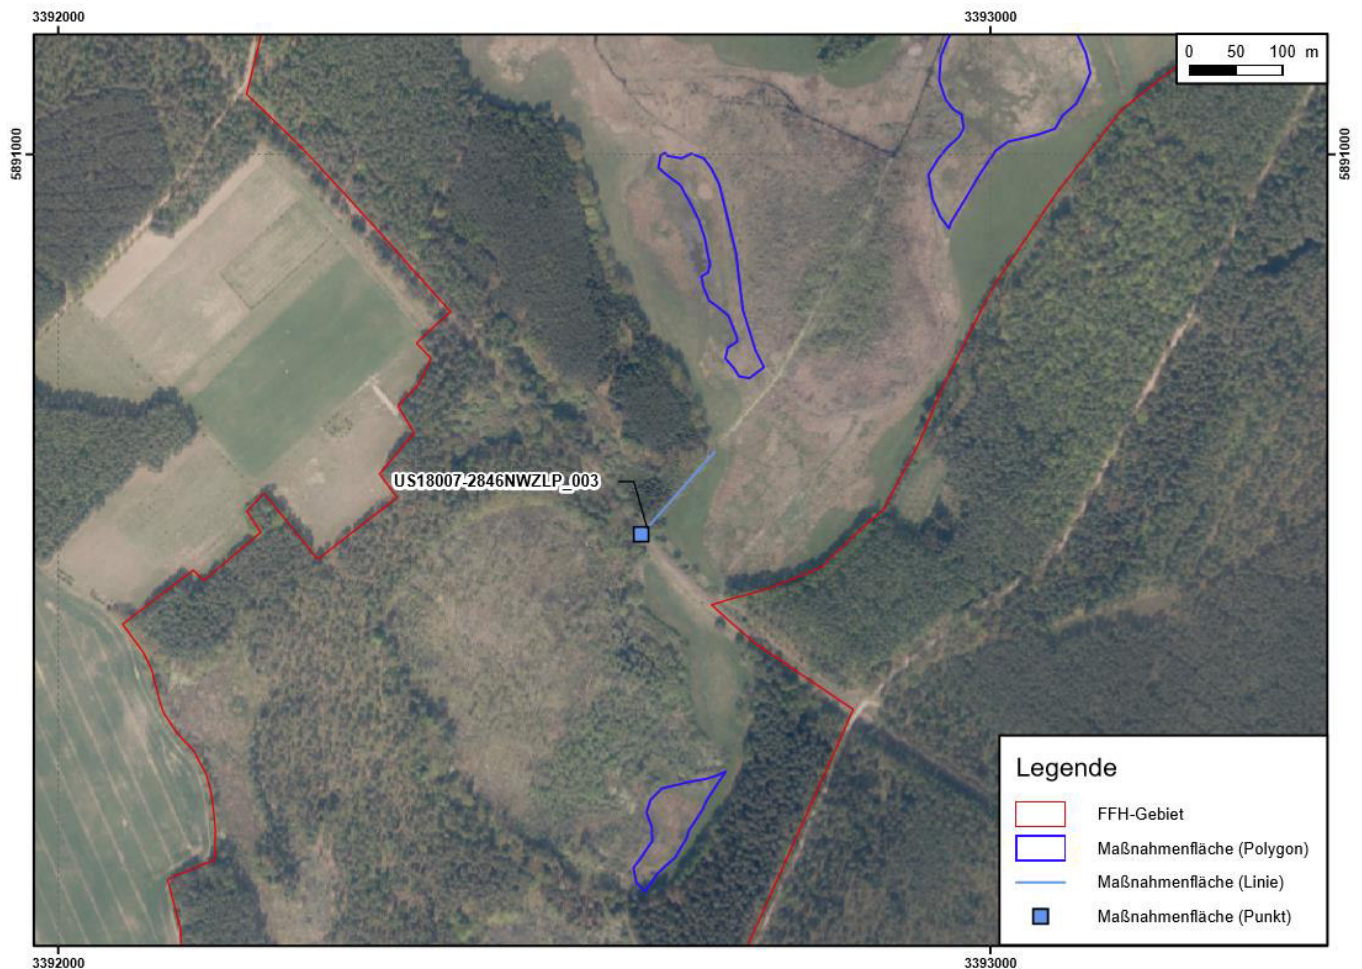 3392000
3393000
0 50 100 m
5891000
5891000
US18007-2846NWZLP_003
Legende
FFH-Gebiet
Maßnahmenfläche (Polygon)
Maßnahmenfläche (Linie)
Maßnahmenfläche (Punkt)
3392000
3393000